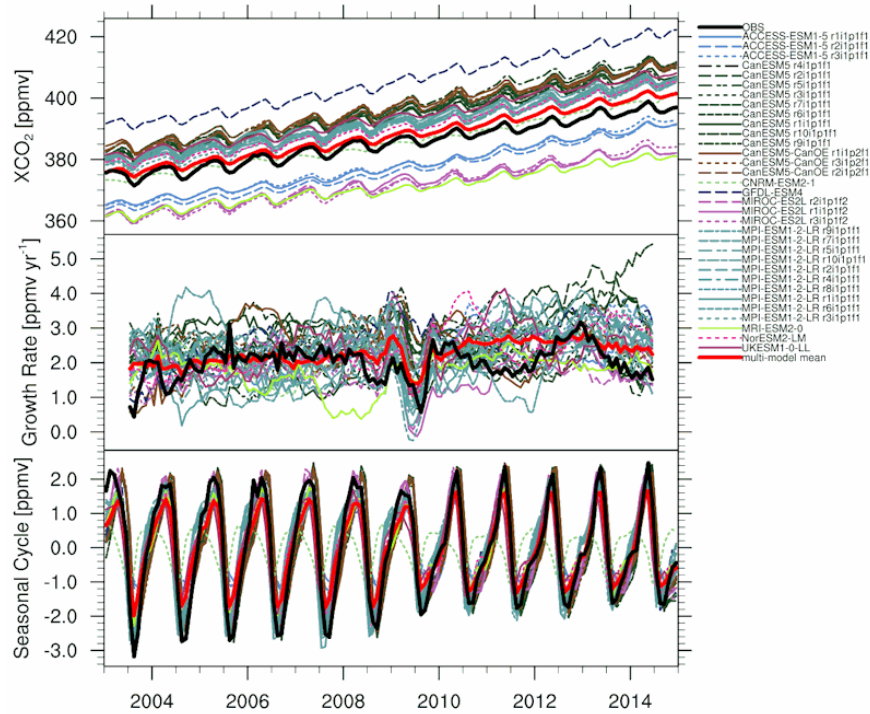 420
400
380
360
XCO₂ [ppmv]
5.0
4.0
3.0
2.0
1.0
0.0
Growth Rate [ppmv yr⁻¹]
2.0
1.0
0.0
-1.0
-2.0
-3.0
Seasonal Cycle [ppmv]
2004
2006
2008
2010
2012
2014
OBS
ACCESS-ESM1-5 r1i1p1f1
ACCESS-ESM1-5 r2i1p1f1
ACCESS-ESM1-5 r3i1p1f1
CanESM5 r4i1p1f1
CanESM5 r2i1p1f1
CanESM5 r5i1p1f1
CanESM5 r3i1p1f1
CanESM5 r7i1p1f1
CanESM5 r6i1p1f1
CanESM5 r1i1p1f1
CanESM5 r10i1p1f1
CanESM5 r9i1p1f1
CanESM5-CanOE r1i1p2f1
CanESM5-CanOE r3i1p2f1
CanESM5-CanOE r2i1p2f1
CNRM-ESM2-1
GFDL-ESM4
MIROC-ES2L r2i1p1f2
MIROC-ES2L r1i1p1f2
MIROC-ES2L r3i1p1f2
MPI-ESM1-2-LR r9i1p1f1
MPI-ESM1-2-LR r7i1p1f1
MPI-ESM1-2-LR r5i1p1f1
MPI-ESM1-2-LR r10i1p1f1
MPI-ESM1-2-LR r2i1p1f1
MPI-ESM1-2-LR r4i1p1f1
MPI-ESM1-2-LR r8i1p1f1
MPI-ESM1-2-LR r1i1p1f1
MPI-ESM1-2-LR r6i1p1f1
MPI-ESM1-2-LR r3i1p1f1
MRI-ESM2-0
NorESM2-LM
UKESM1-0-LL
multi-model mean